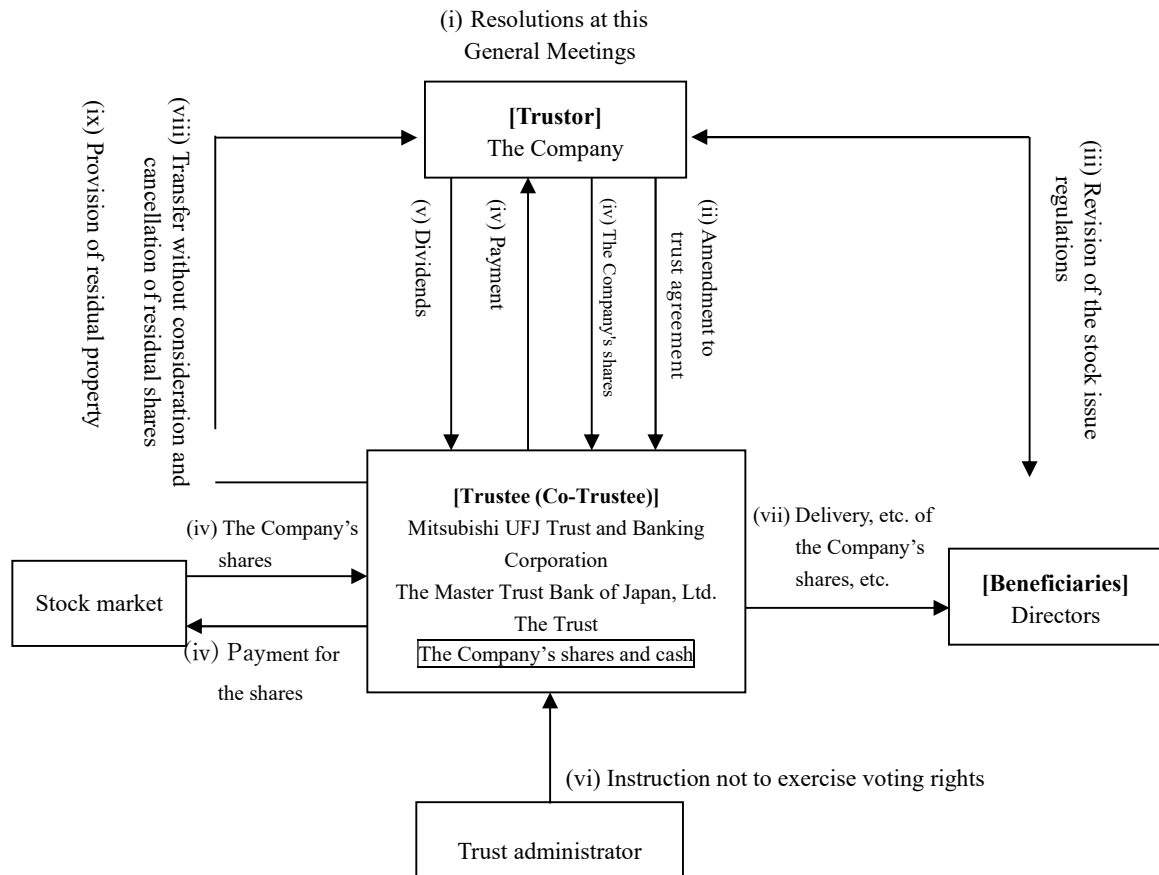 (i) Resolutions at this
General Meetings
[Trustor]
The Company
(ix) Provision of residual property
(viii) Transfer without consideration and
cancellation of residual shares
(v) Dividends
(iv) Payment
(iv) The Company's shares
(ii) Amendment to
trust agreement
(iii) Revision of the stock issue
regulations
[Trustee (Co-Trustee)]
Mitsubishi UFJ Trust and Banking
Corporation
The Master Trust Bank of Japan, Ltd.
The Trust
The Company’s shares and cash
(iv) The Company’s
shares
Stock market
(iv) Payment for
the shares
(vii) Delivery, etc. of
the Company’s
shares, etc.
[Beneficiaries]
Directors
(vi) Instruction not to exercise voting rights
Trust administrator